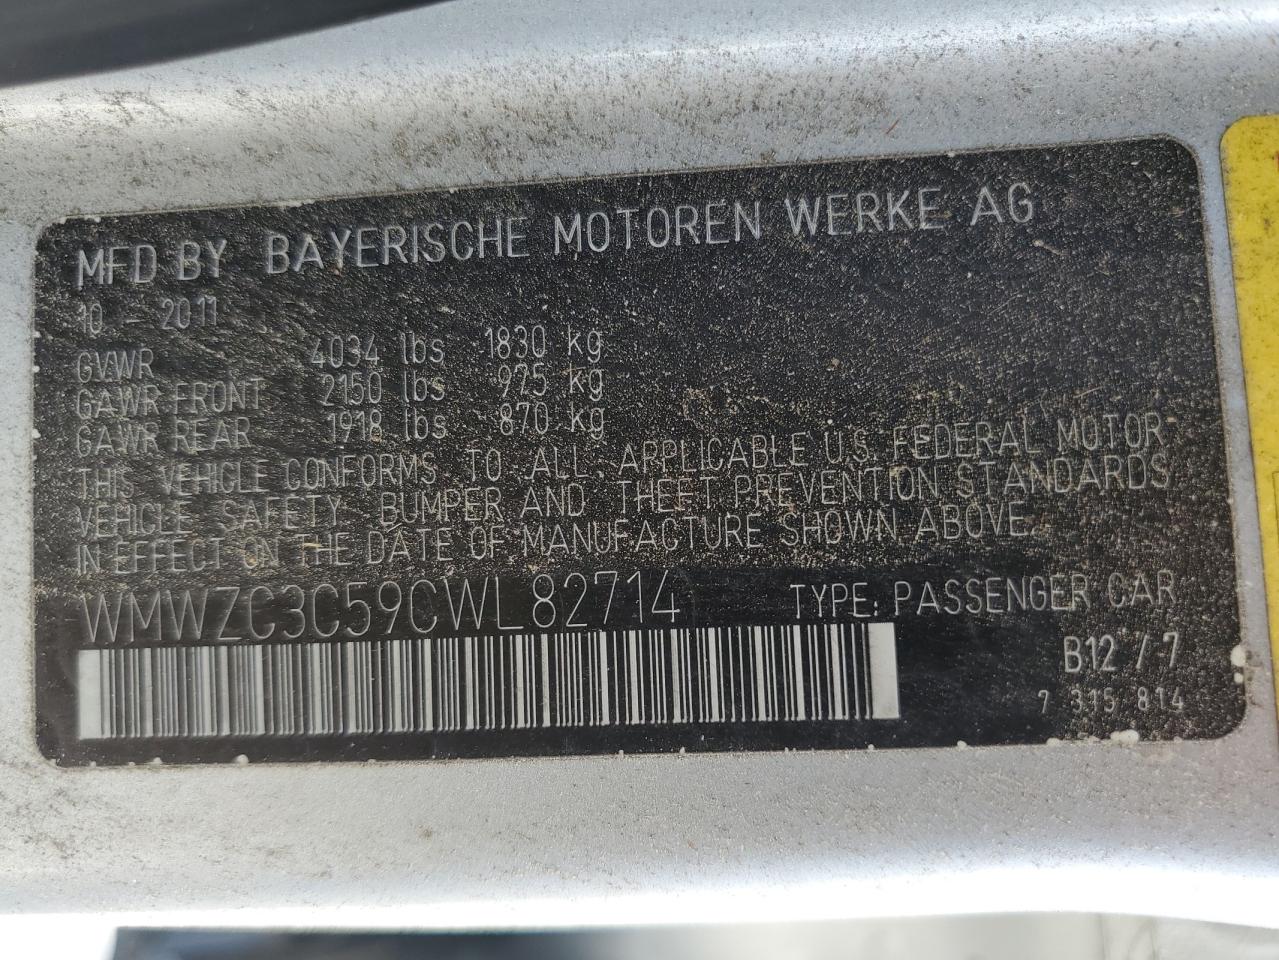 MFD BY BAYERISCHE MOTOREN WERKE AG
10 - 2011
GVWR 4034 lbs 1830 kg
GAWR FRONT 2150 lbs 975 kg
GAWR REAR 1918 lbs 870 kg
THIS VEHICLE CONFORMS TO ALL APPLICABLE U.S. FEDERAL MOTOR
VEHICLE SAFETY, BUMPER AND THEFT PREVENTION STANDARDS
IN EFFECT ON THE DATE OF MANUFACTURE SHOWN ABOVE.
WMWZC3C59CWL82714 TYPE: PASSENGER CAR
B12 / 7
7 315 814